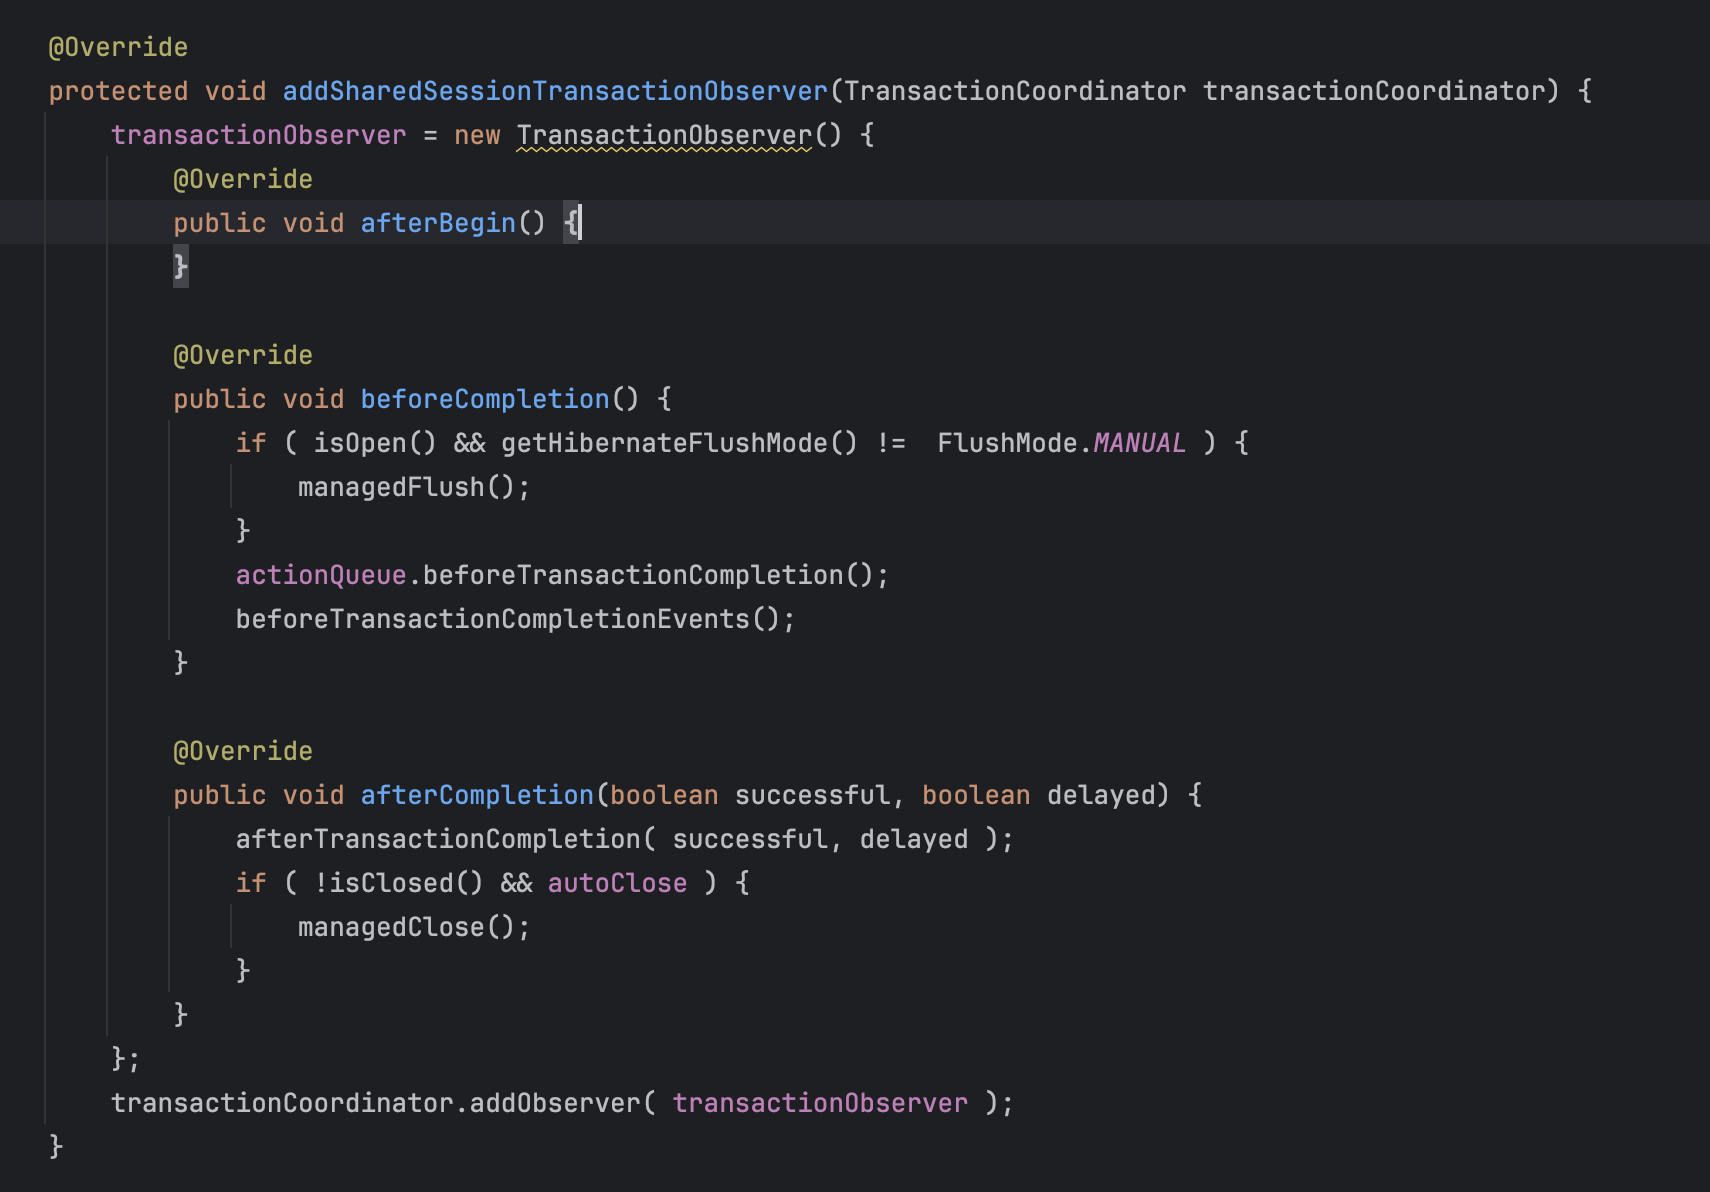 @Override
protected void addSharedSessionTransactionObserver(TransactionCoordinator transactionCoordinator) {
    transactionObserver = new TransactionObserver() {
        @Override
        public void afterBegin() {
        }

        @Override
        public void beforeCompletion() {
            if ( isOpen() && getHibernateFlushMode() !=  FlushMode.MANUAL ) {
                managedFlush();
            }
            actionQueue.beforeTransactionCompletion();
            beforeTransactionCompletionEvents();
        }

        @Override
        public void afterCompletion(boolean successful, boolean delayed) {
            afterTransactionCompletion( successful, delayed );
            if ( !isClosed() && autoClose ) {
                managedClose();
            }
        }
    };
    transactionCoordinator.addObserver( transactionObserver );
}